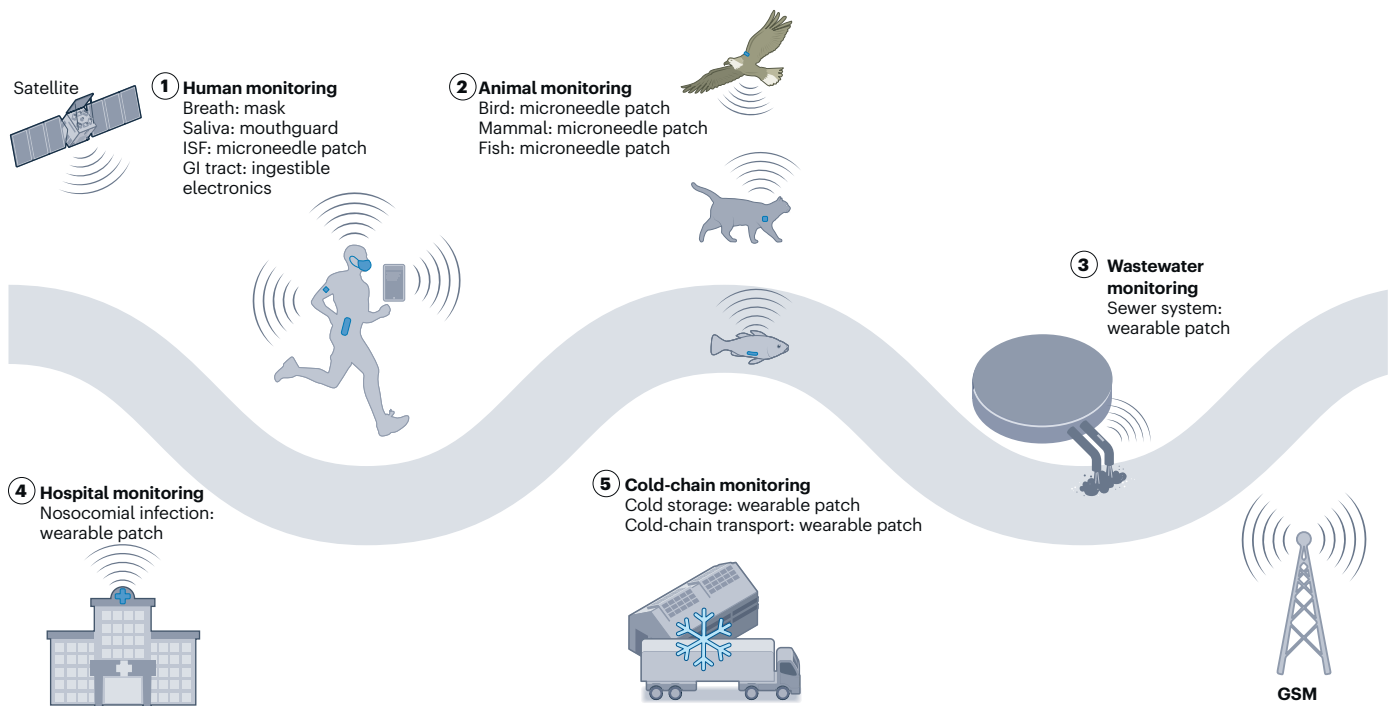 Satellite
1 Human monitoring
Breath: mask
Saliva: mouthguard
ISF: microneedle patch
GI tract: ingestible
electronics
2 Animal monitoring
Bird: microneedle patch
Mammal: microneedle patch
Fish: microneedle patch
3 Wastewater
monitoring
Sewer system:
wearable patch
4 Hospital monitoring
Nosocomial infection:
wearable patch
5 Cold-chain monitoring
Cold storage: wearable patch
Cold-chain transport: wearable patch
GSM